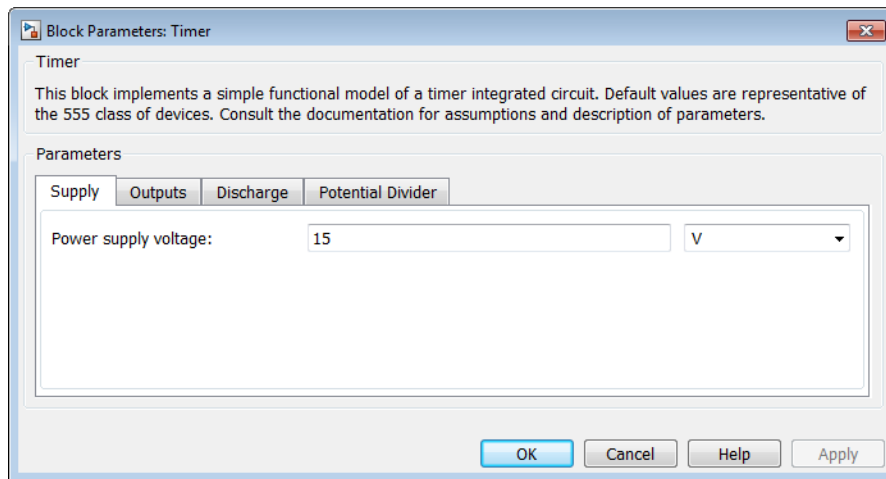 Block Parameters: Timer
Timer
This block implements a simple functional model of a timer integrated circuit. Default values are representative of
the 555 class of devices. Consult the documentation for assumptions and description of parameters.
Parameters
Supply Outputs Discharge Potential Divider
Power supply voltage: 15 V
OK Cancel Help Apply